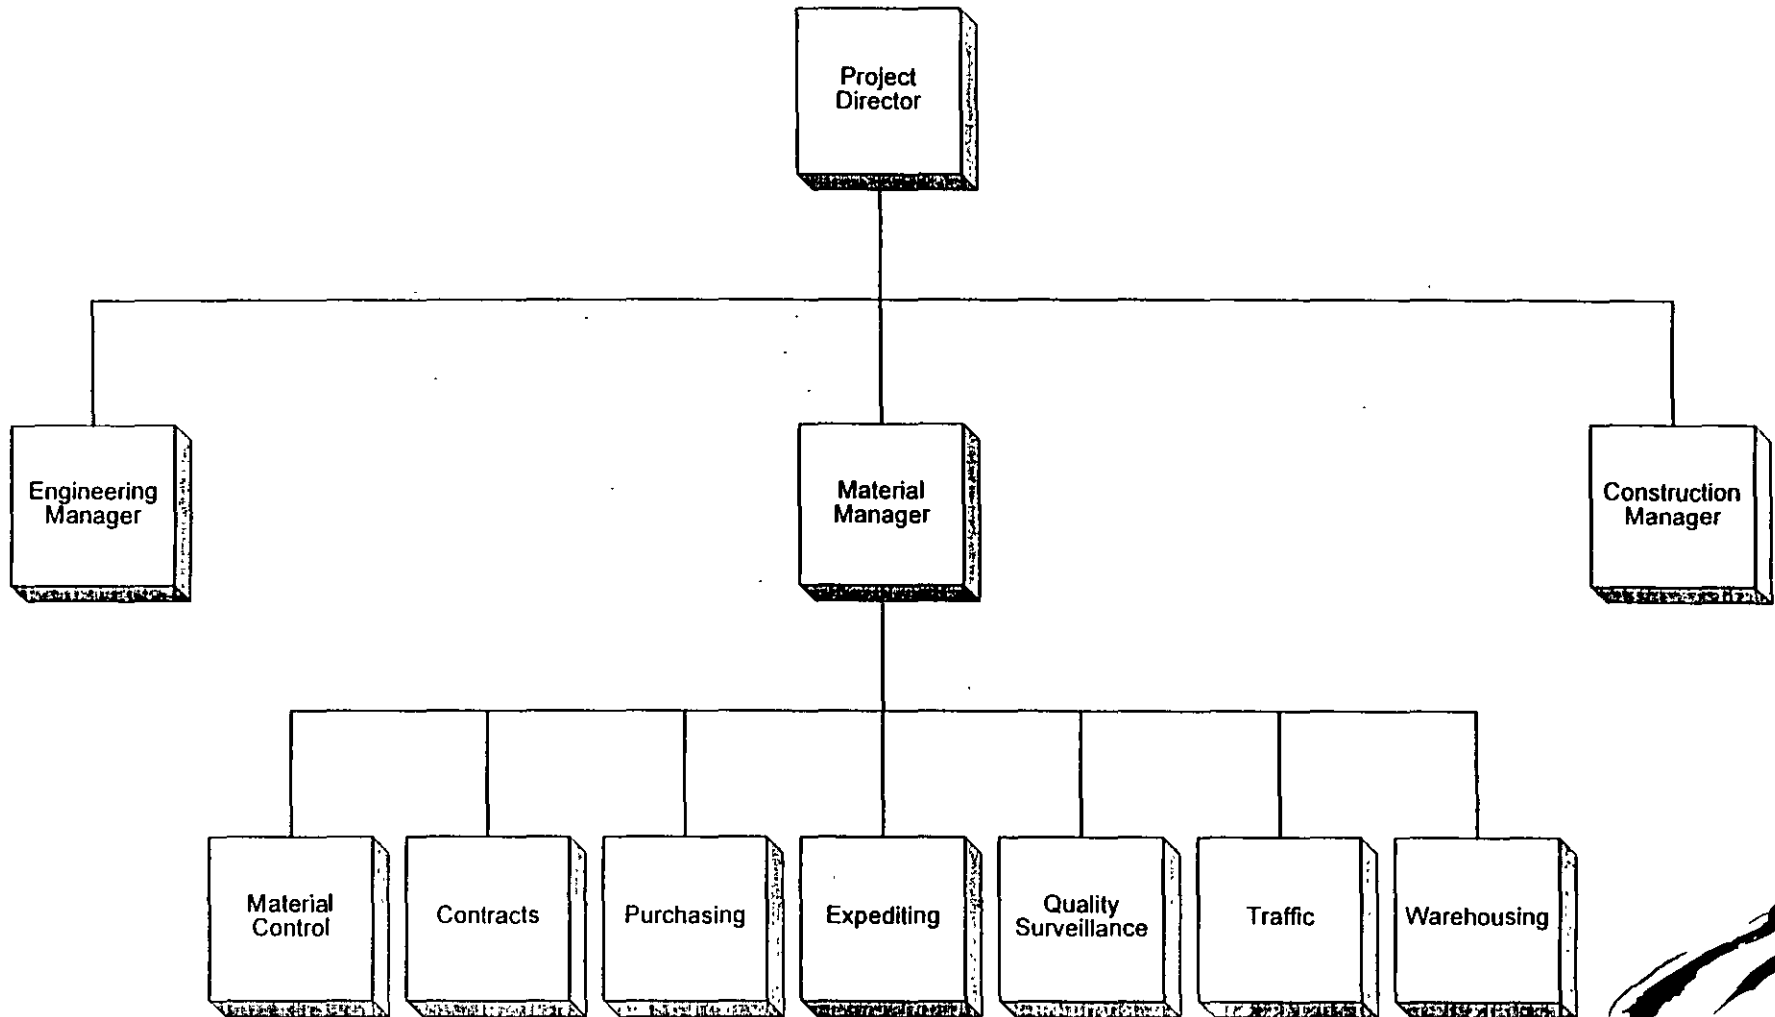 Project
Director
Engineering
Manager
Material
Manager
Construction
Manager
Material
Control
Contracts
Purchasing
Expediting
Quality
Surveillance
Traffic
Warehousing